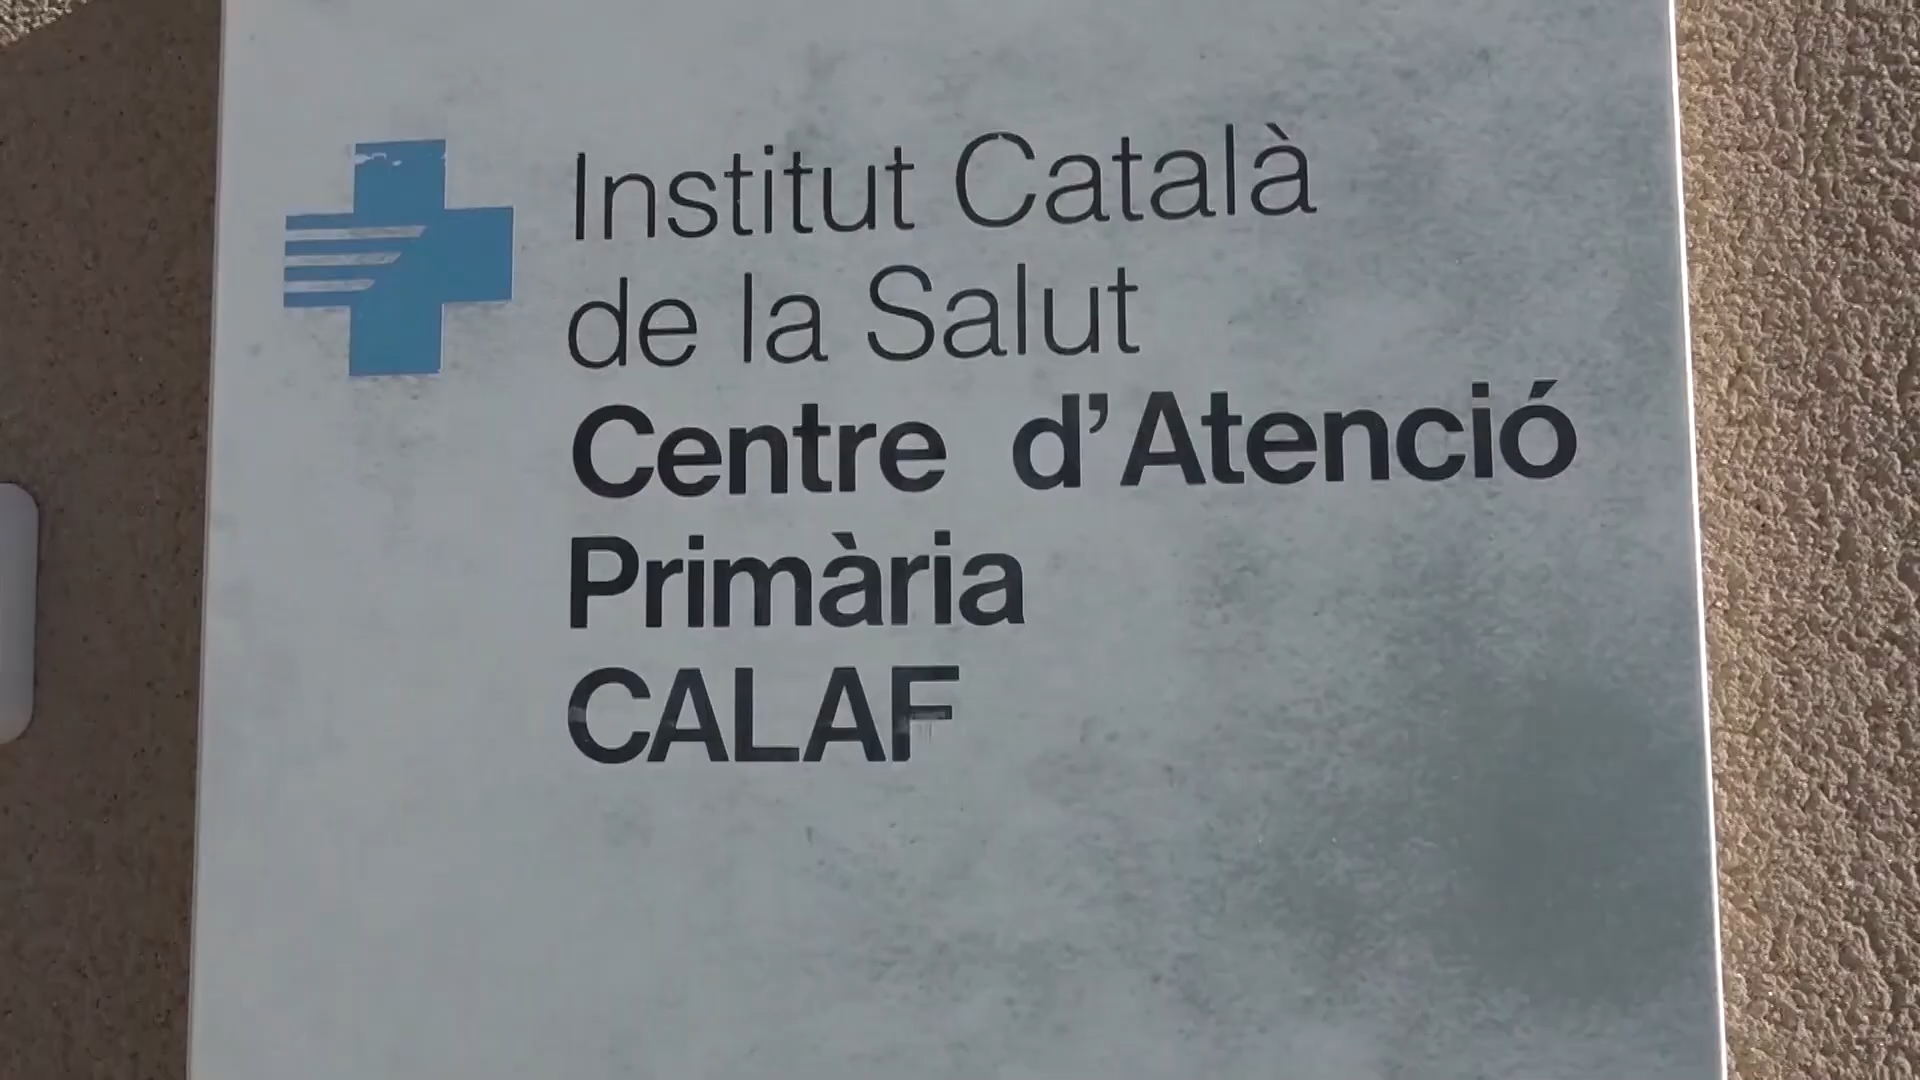 Institut Català
de la Salut
Centre d'Atenció
Primària
CALAF